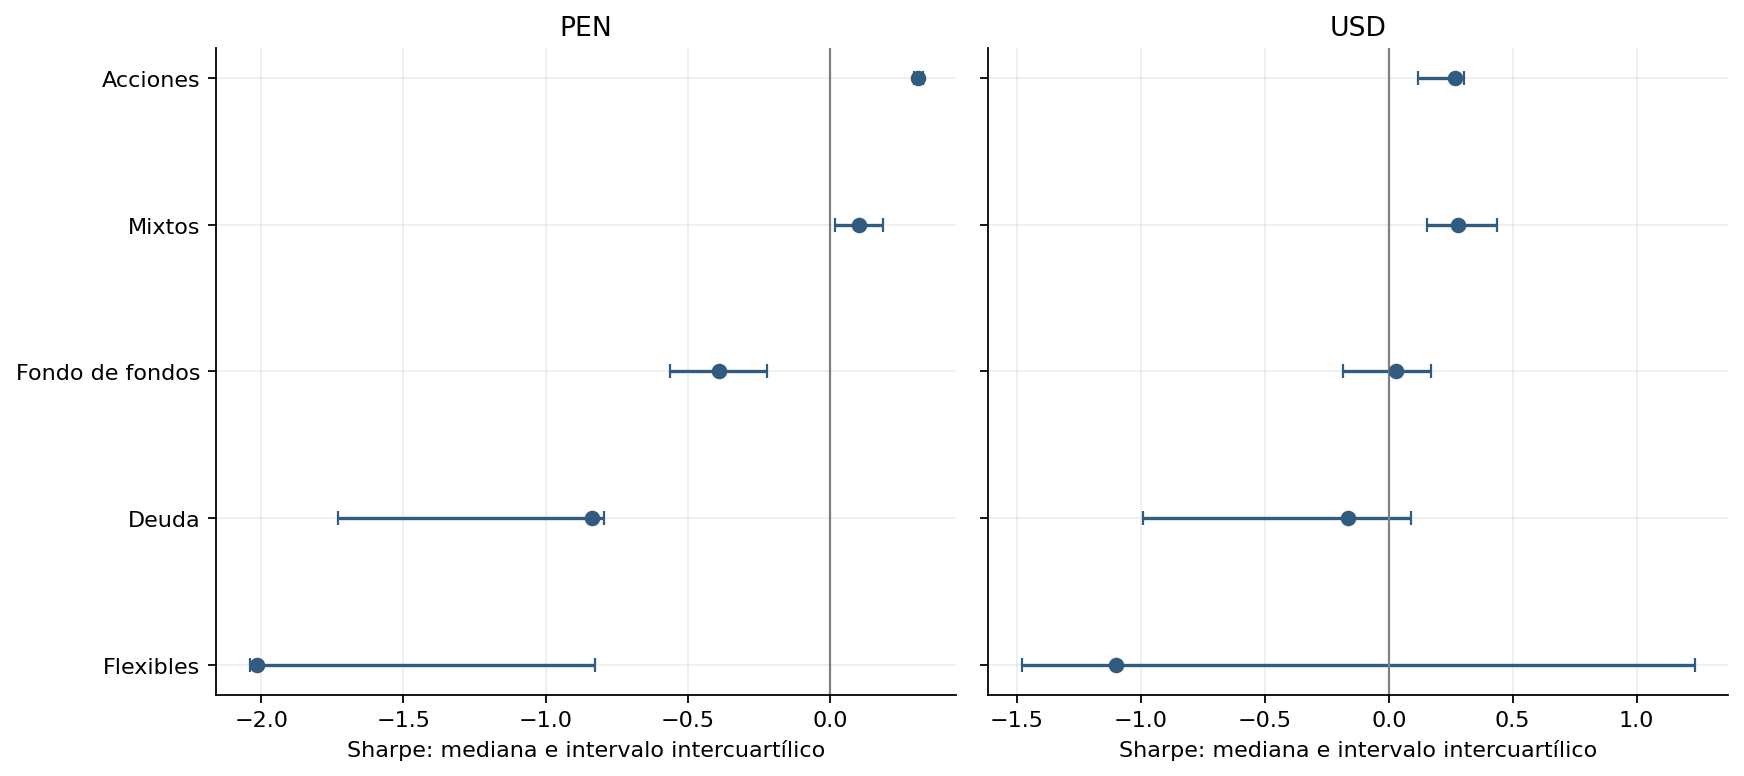 PEN
USD
Acciones
Mixtos
Fondo de fondos
Deuda
Flexibles
−2.0 −1.5 −1.0 −0.5 0.0
−1.5 −1.0 −0.5 0.0 0.5 1.0
Sharpe: mediana e intervalo intercuartílico
Sharpe: mediana e intervalo intercuartílico